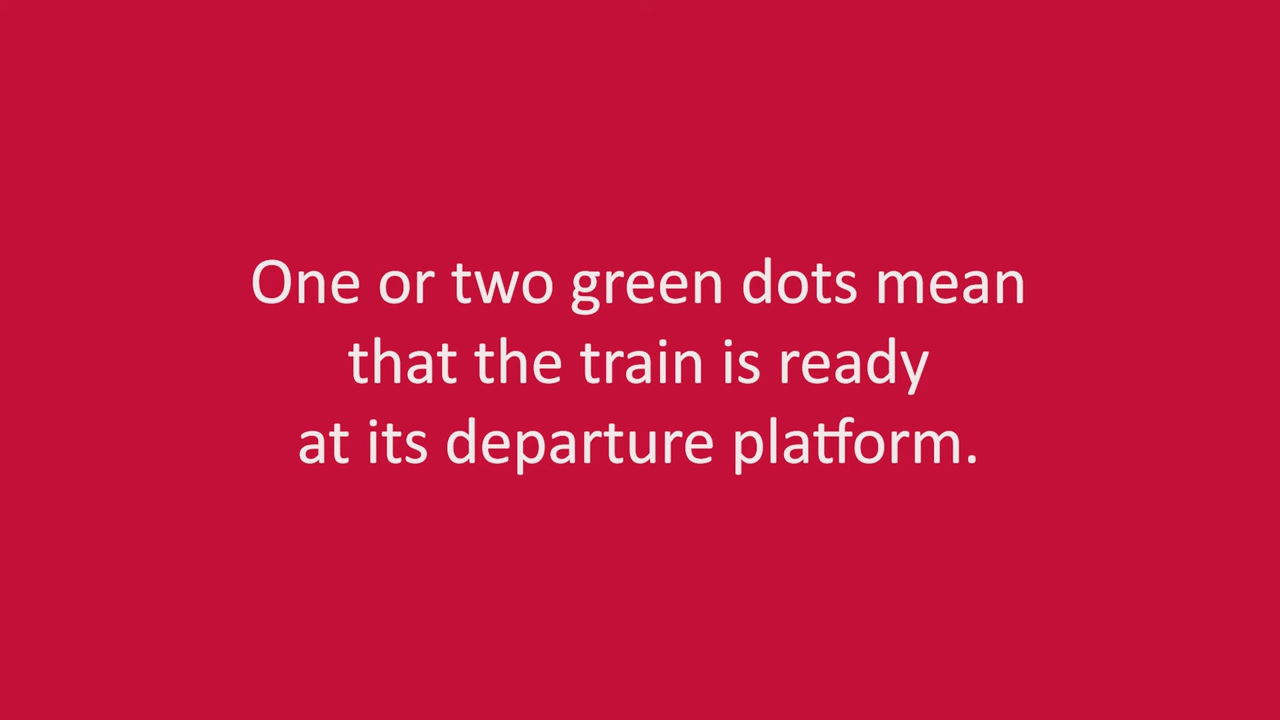 One or two green dots mean
that the train is ready
at its departure platform.